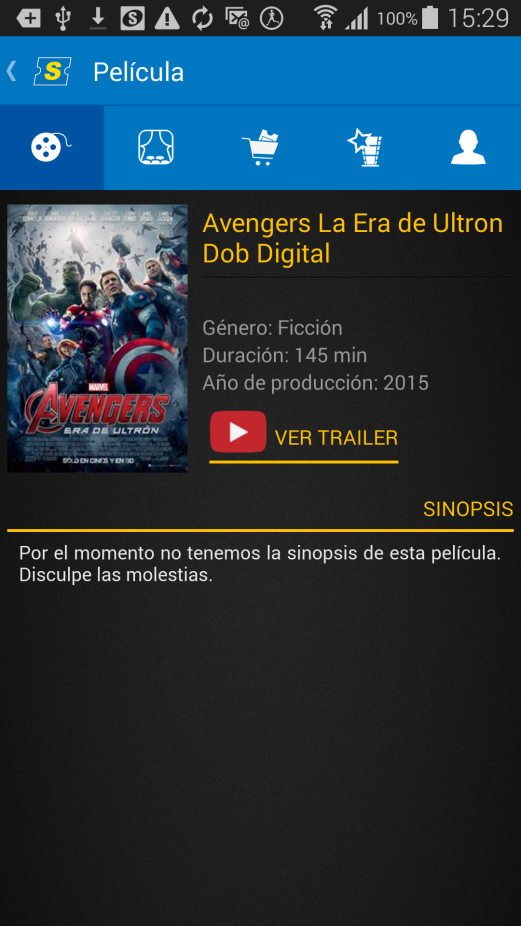 100% 15:29
S Película
Avengers La Era de Ultron
Dob Digital
Género: Ficción
Duración: 145 min
Año de producción: 2015
MARVEL
AVENGERS
ERA DE ULTRÓN
SÓLO EN CINES Y EN 3D
VER TRAILER
SINOPSIS
Por el momento no tenemos la sinopsis de esta película.
Disculpe las molestias.